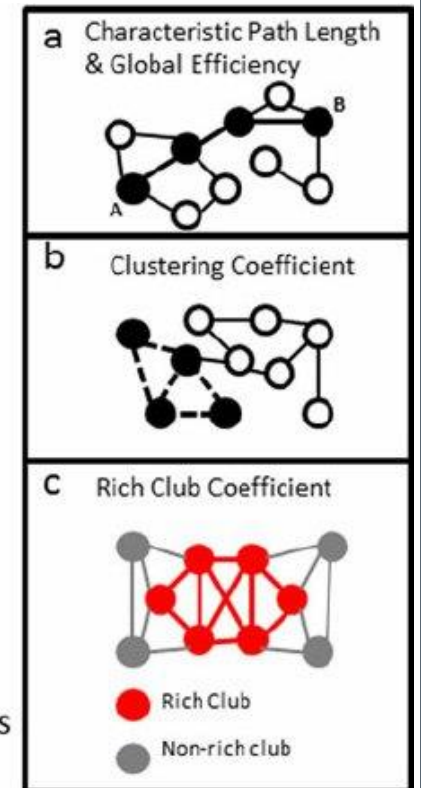 a Characteristic Path Length
& Global Efficiency
B
A
b Clustering Coefficient
c Rich Club Coefficient
Rich Club
Non-rich club
s